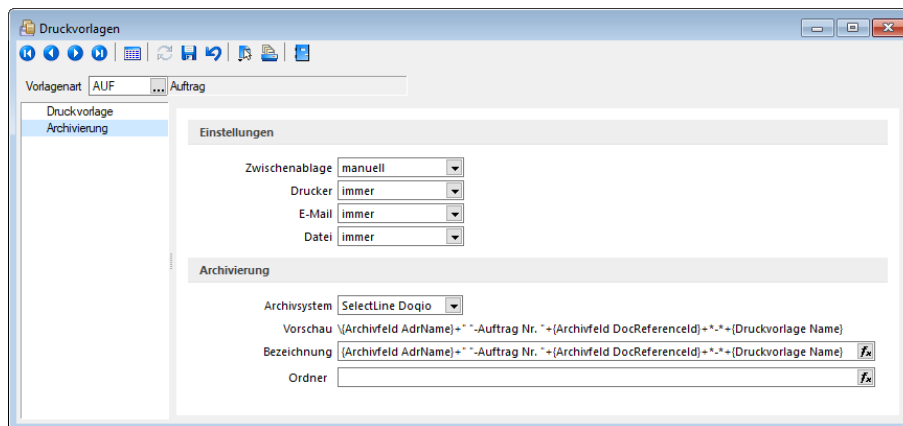 Druckvorlagen
Vorlagenart AUF ... Auftrag
Druckvorlage
Archivierung
Einstellungen
Zwischenablage manuell
Drucker immer
E-Mail immer
Datei immer
Archivierung
Archivsystem SelectLine Doqio
Vorschau \{Archivfeld AdrName}+" "-Auftrag Nr. "+{Archivfeld DocReferenceId}+"-"+{Druckvorlage Name}
Bezeichnung {Archivfeld AdrName}+" "-Auftrag Nr. "+{Archivfeld DocReferenceId}+"-"+{Druckvorlage Name} fx
Ordner fx